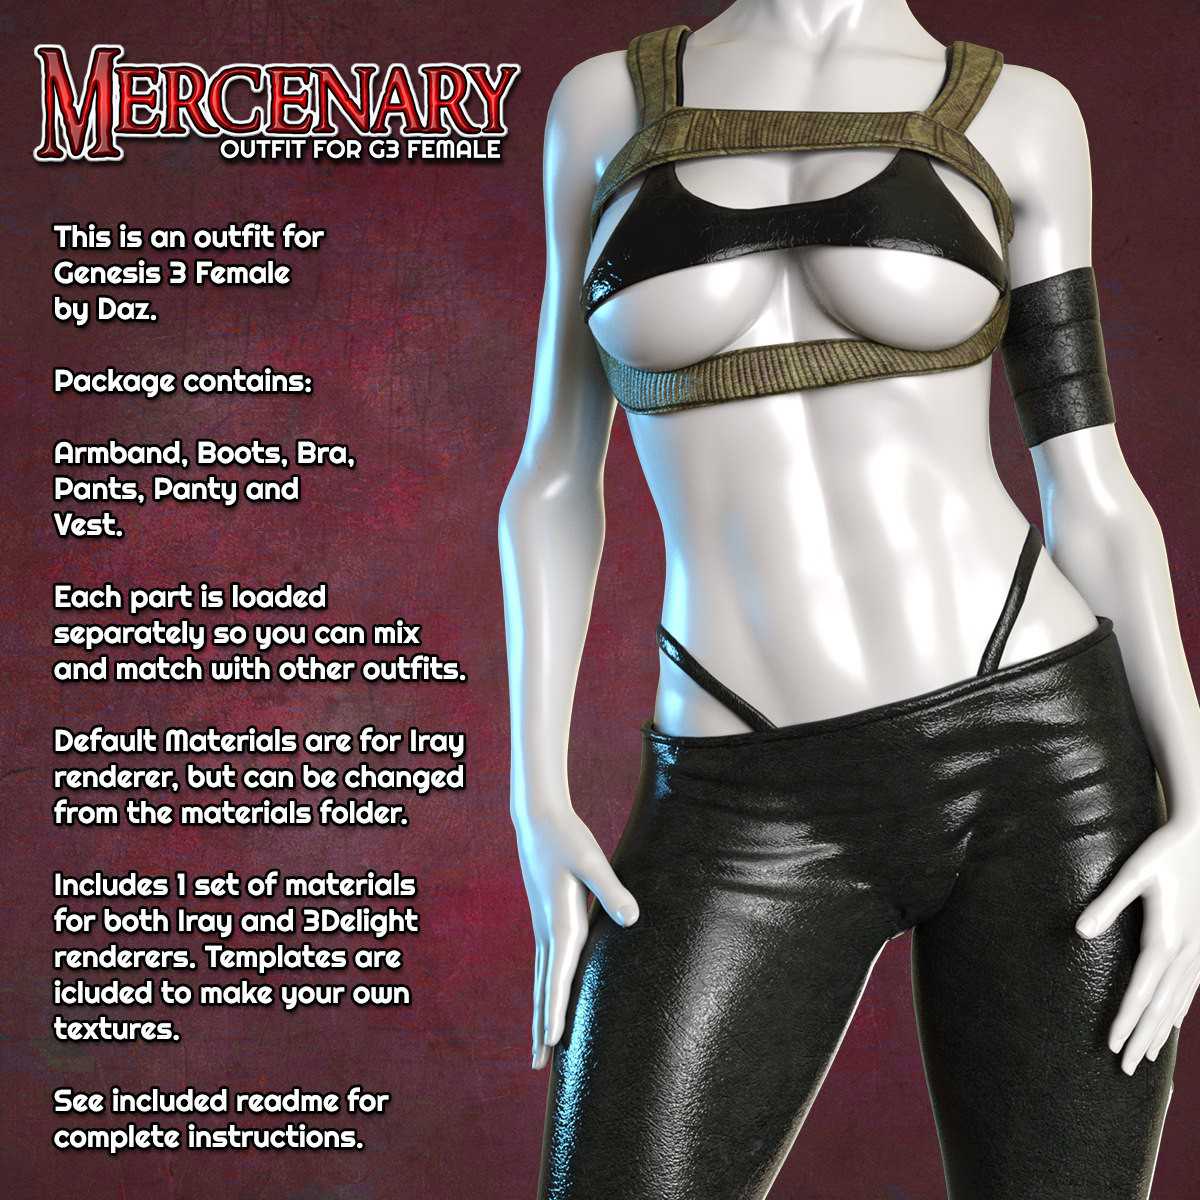 MERCENARY
OUTFIT FOR G3 FEMALE
This is an outfit for
Genesis 3 Female
by Daz.
Package contains:
Armband, Boots, Bra,
Pants, Panty and
Vest.
Each part is loaded
separately so you can mix
and match with other outfits.
Default Materials are for Iray
renderer, but can be changed
from the materials folder.
Includes 1 set of materials
for both Iray and 3Delight
renderers. Templates are
icluded to make your own
textures.
See included readme for
complete instructions.